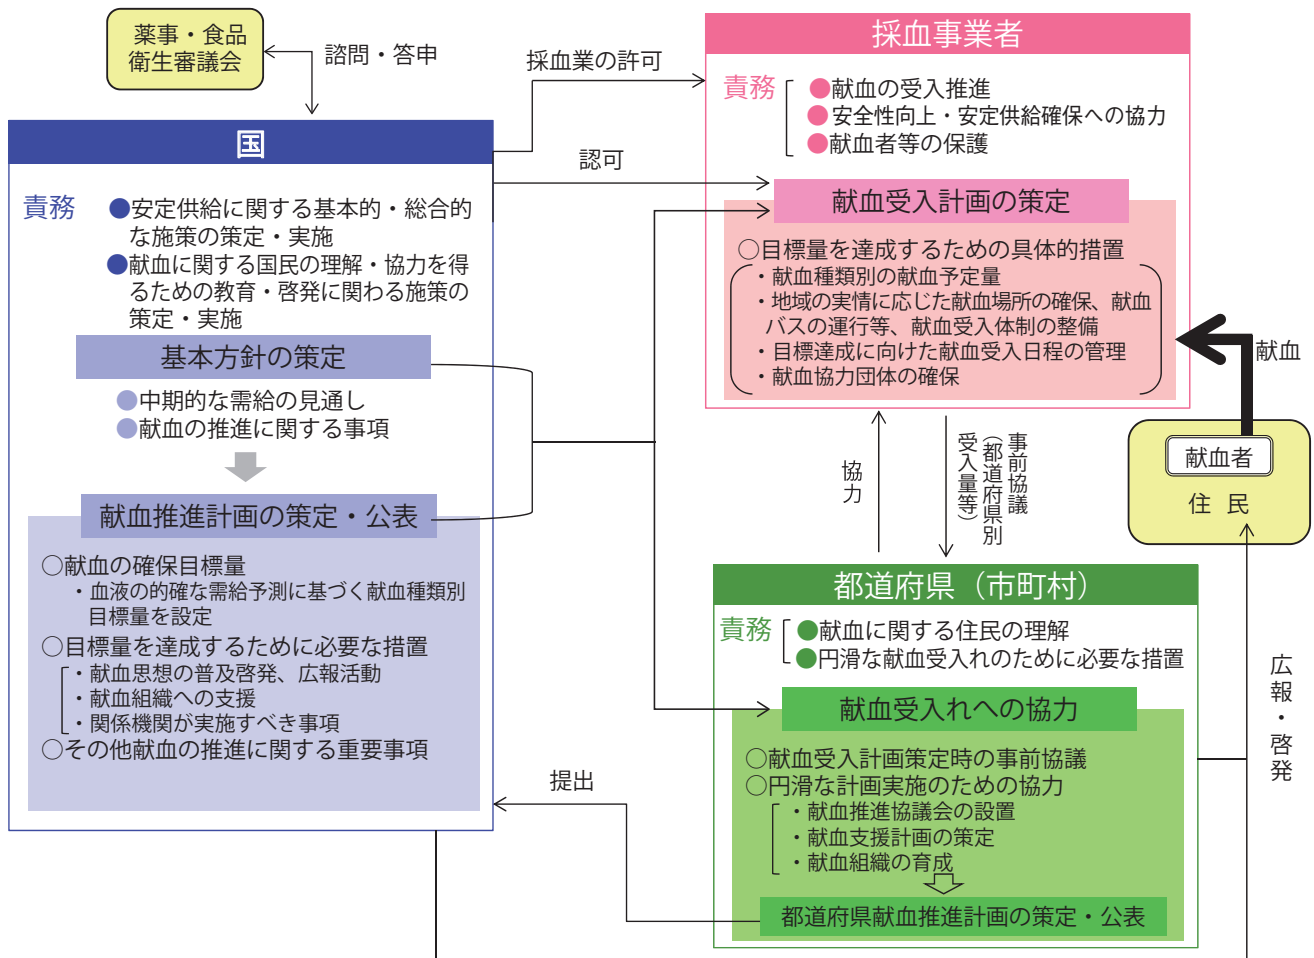 薬事・食品
衛生審議会
諮問・答申
国
責務
●安定供給に関する基本的・総合的
な施策の策定・実施
●献血に関する国民の理解・協力を得
るための教育・啓発に関わる施策の
策定・実施
基本方針の策定
●中期的な需給の見通し
●献血の推進に関する事項
献血推進計画の策定・公表
○献血の確保目標量
・血液の的確な需給予測に基づく献血種類別
目標量を設定
○目標量を達成するために必要な措置
・献血思想の普及啓発、広報活動
・献血組織への支援
・関係機関が実施すべき事項
○その他献血の推進に関する重要事項
採血業の許可
認可
採血事業者
責務
●献血の受入推進
●安全性向上・安定供給確保への協力
●献血者等の保護
献血受入計画の策定
○目標量を達成するための具体的措置
・献血種類別の献血予定量
・地域の実情に応じた献血場所の確保、献血
バスの運行等、献血受入体制の整備
・目標達成に向けた献血受入日程の管理
・献血協力団体の確保
献血
献血者
住民
協力
事前協議
（都道府県別
受入量等）
都道府県（市町村）
責務
●献血に関する住民の理解
●円滑な献血受入れのために必要な措置
献血受入れへの協力
○献血受入計画策定時の事前協議
○円滑な計画実施のための協力
・献血推進協議会の設置
・献血支援計画の策定
・献血組織の育成
都道府県献血推進計画の策定・公表
提出
広報・啓発